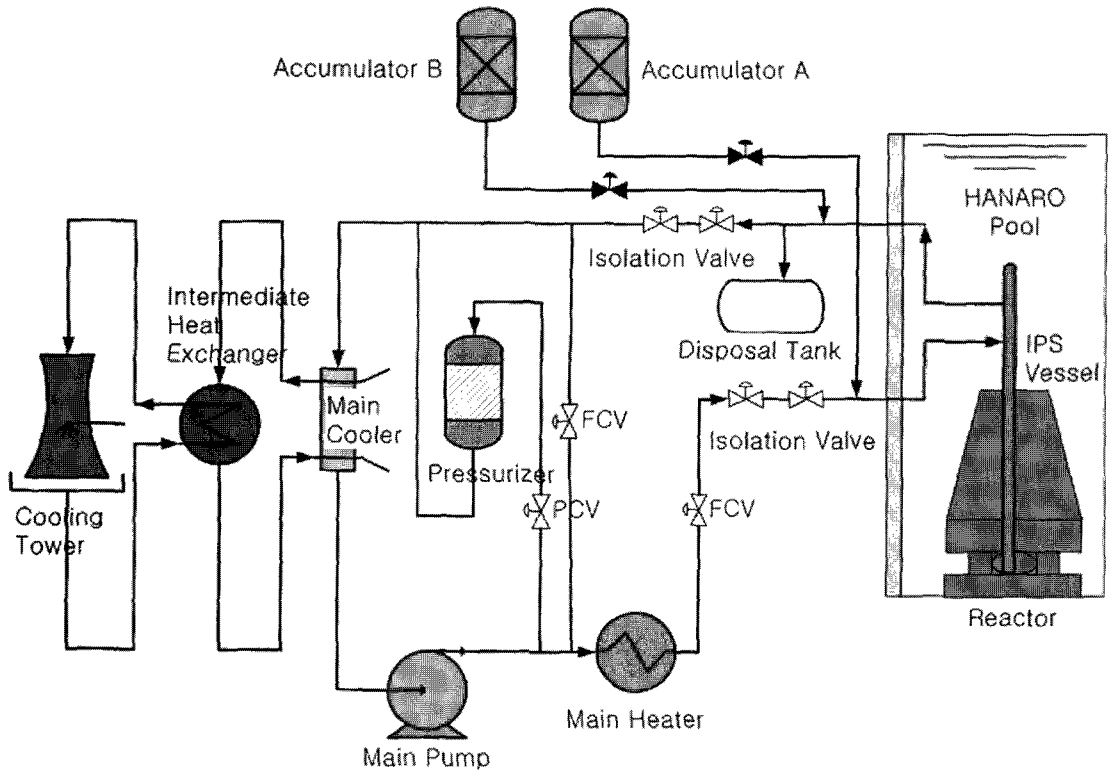 Accumulator B
Accumulator A
HANARO
Pool
Isolation Valve
Intermediate
Heat
Exchanger
Disposal Tank
IPS
Vessel
Main
Cooler
FCV
Isolation Valve
Pressurizer
PCV
FCV
Cooling
Tower
Reactor
Main Heater
Main Pump